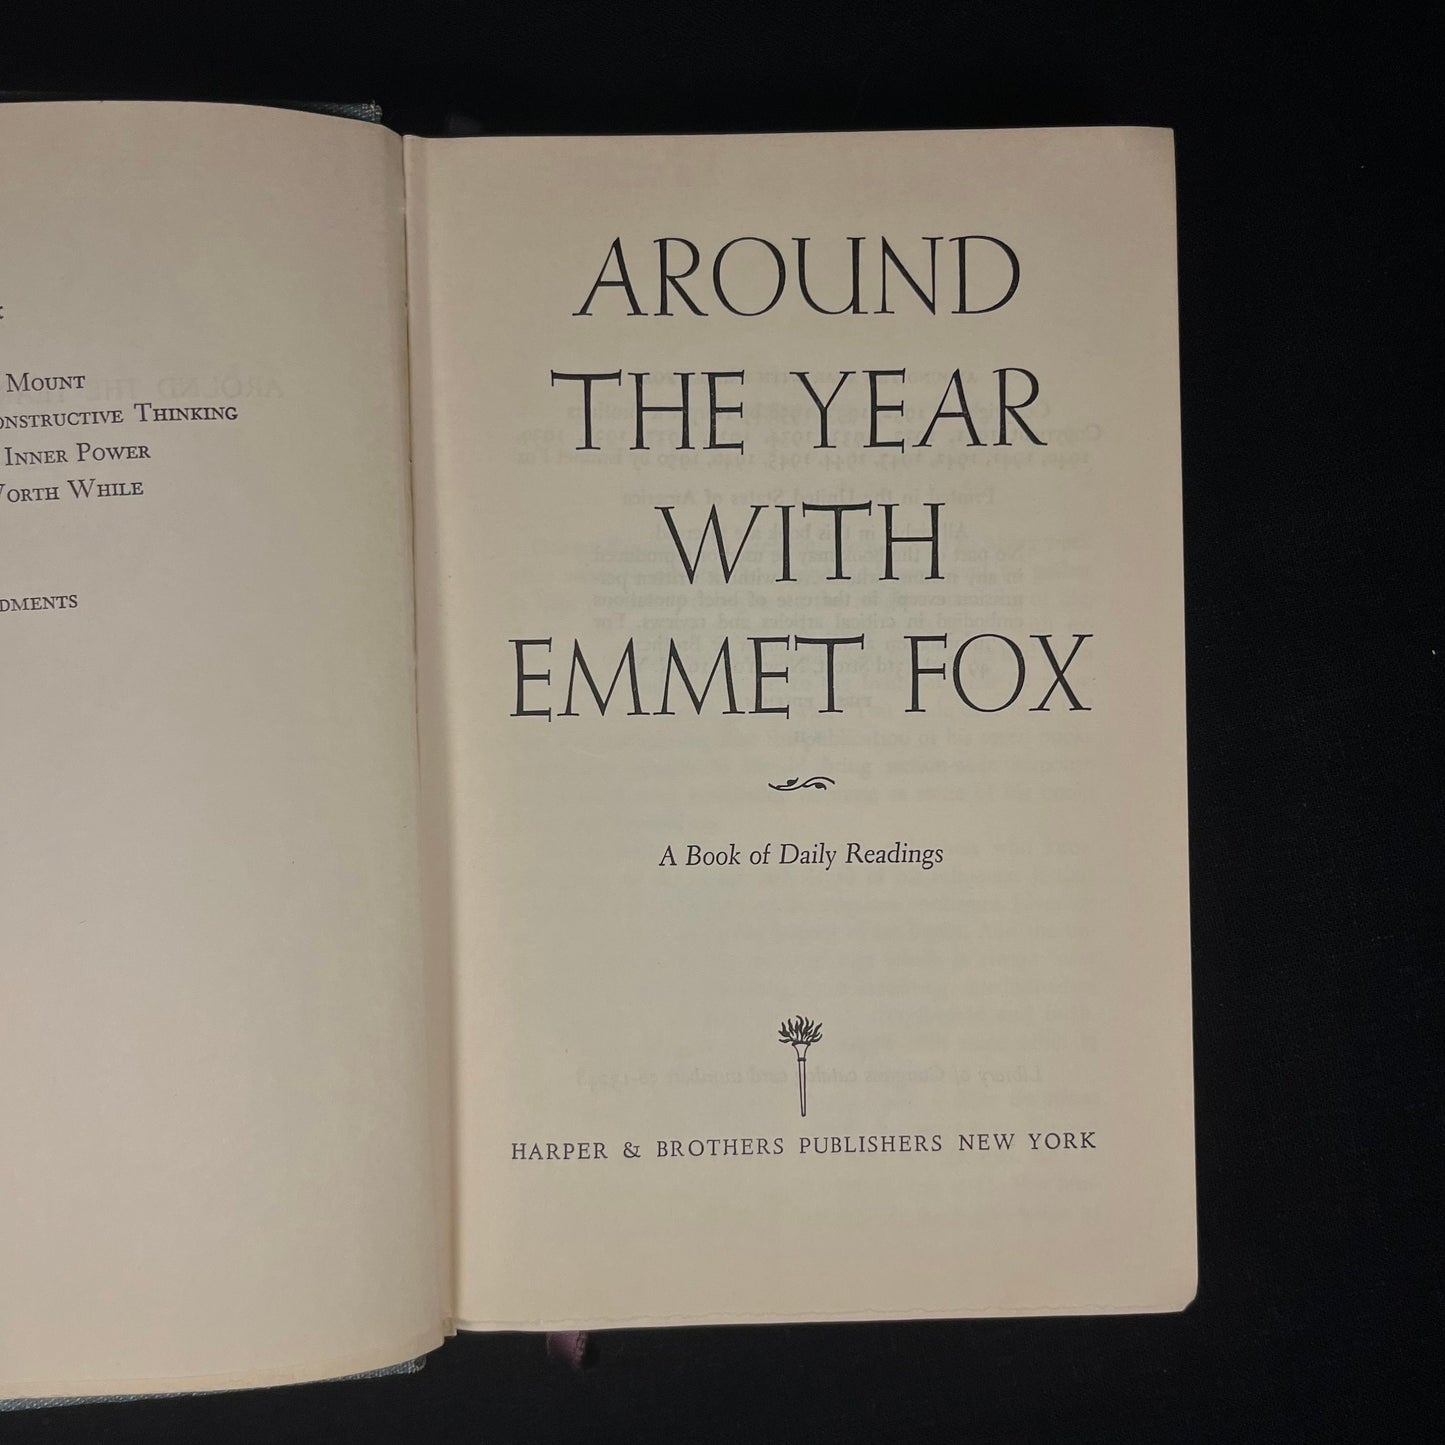 Mount
onstructive Thinking
Inner Power
Worth While
dments
AROUND
THE YEAR
WITH
EMMET FOX
A Book of Daily Readings
HARPER & BROTHERS PUBLISHERS NEW YORK